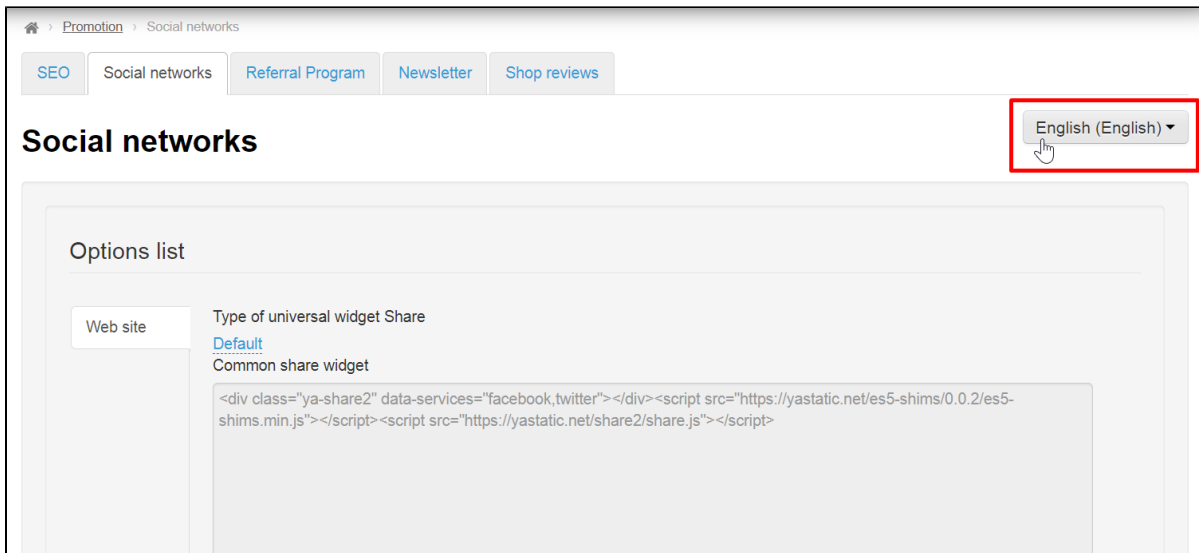 Promotion › Social networks
SEO Social networks Referral Program Newsletter Shop reviews
Social networks
English (English)
Options list
Web site
Type of universal widget Share
Default
Common share widget
<div class="ya-share2" data-services="facebook,twitter"></div><script src="https://yastatic.net/es5-shims/0.0.2/es5-
shims.min.js"></script><script src="https://yastatic.net/share2/share.js"></script>